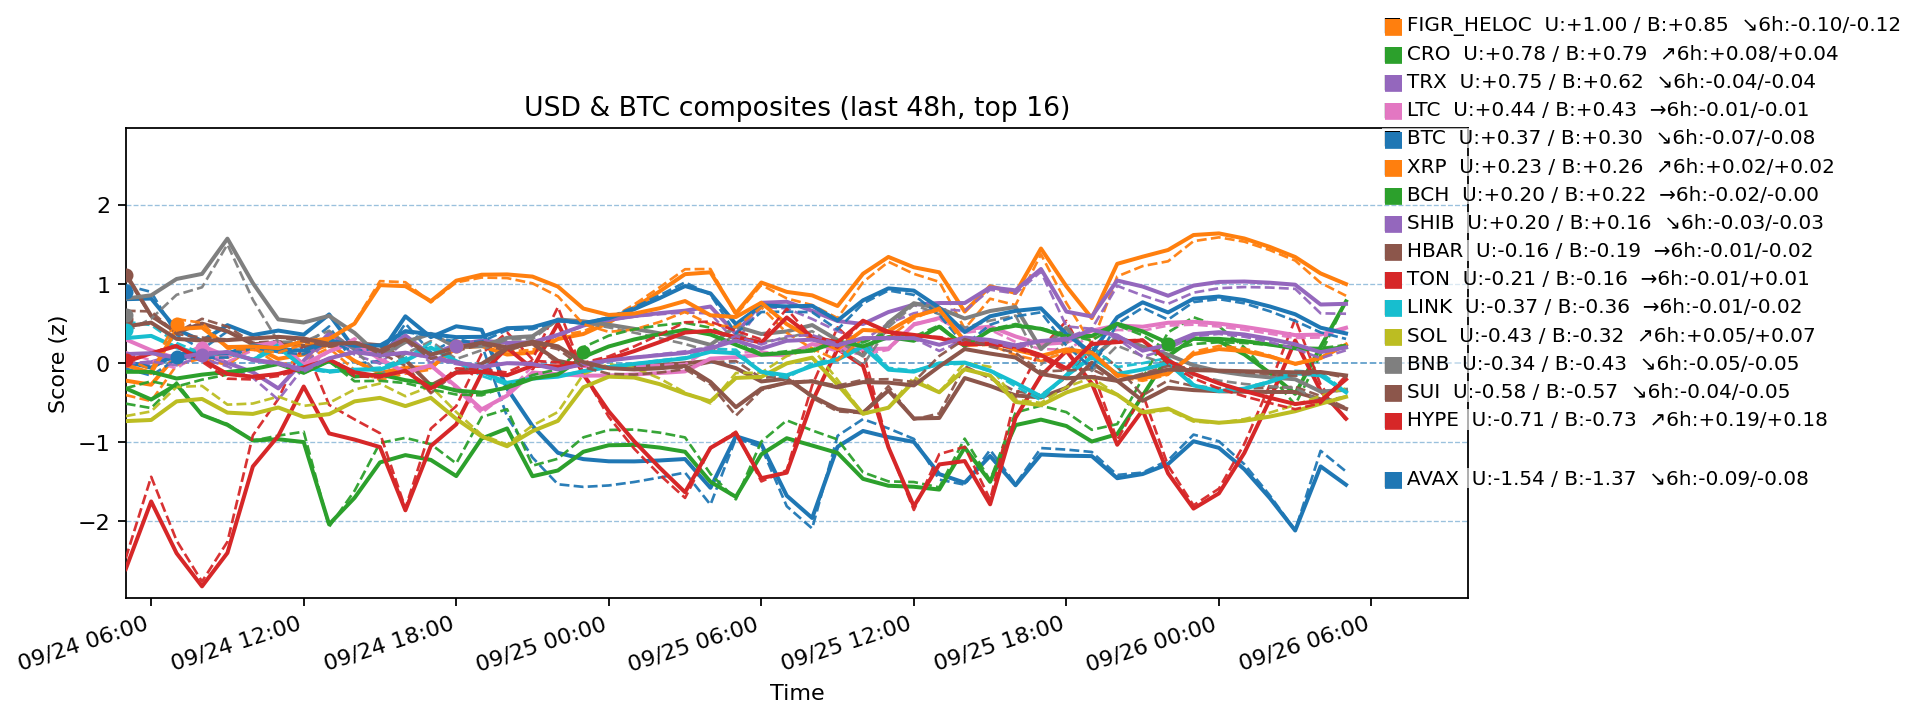 FIGR_HELOC U:+1.00 / B:+0.85 ↘6h:-0.10/-0.12
CRO U:+0.78 / B:+0.79 ↗6h:+0.08/+0.04
TRX U:+0.75 / B:+0.62 ↘6h:-0.04/-0.04
LTC U:+0.44 / B:+0.43 →6h:-0.01/-0.01
BTC U:+0.37 / B:+0.30 ↘6h:-0.07/-0.08
XRP U:+0.23 / B:+0.26 ↗6h:+0.02/+0.02
BCH U:+0.20 / B:+0.22 →6h:-0.02/-0.00
SHIB U:+0.20 / B:+0.16 ↘6h:-0.03/-0.03
HBAR U:-0.16 / B:-0.19 →6h:-0.01/-0.02
TON U:-0.21 / B:-0.16 →6h:-0.01/+0.01
LINK U:-0.37 / B:-0.36 →6h:-0.01/-0.02
SOL U:-0.43 / B:-0.32 ↗6h:+0.05/+0.07
BNB U:-0.34 / B:-0.43 ↘6h:-0.05/-0.05
SUI U:-0.58 / B:-0.57 ↘6h:-0.04/-0.05
HYPE U:-0.71 / B:-0.73 ↗6h:+0.19/+0.18
AVAX U:-1.54 / B:-1.37 ↘6h:-0.09/-0.08
USD & BTC composites (last 48h, top 16)
Score (z)
2
1
0
−1
−2
09/24 06:00
09/24 12:00
09/24 18:00
09/25 00:00
09/25 06:00
09/25 12:00
09/25 18:00
09/26 00:00
09/26 06:00
Time